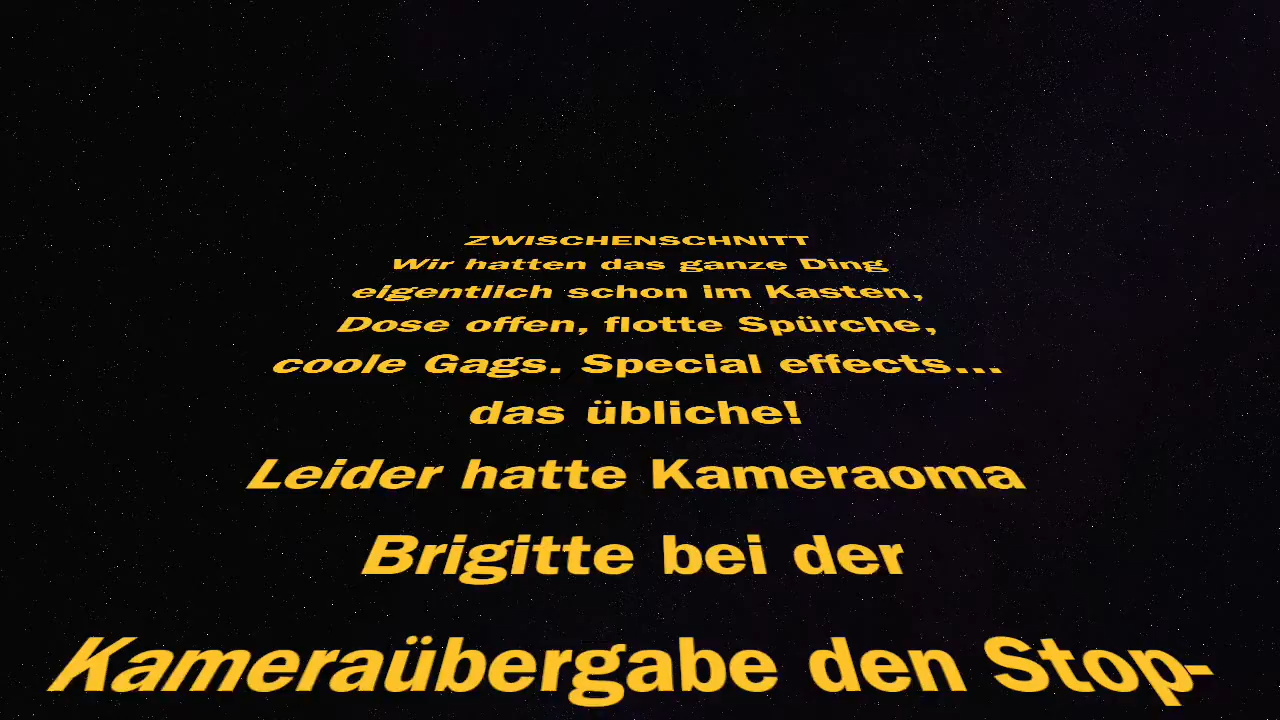 ZWISCHENSCHNITT
Wir hatten das ganze Ding
eigentlich schon im Kasten,
Dose offen, flotte Spürche,
coole Gags. Special effects...
das übliche!
Leider hatte Kameraoma
Brigitte bei der
Kameraübergabe den Stop-